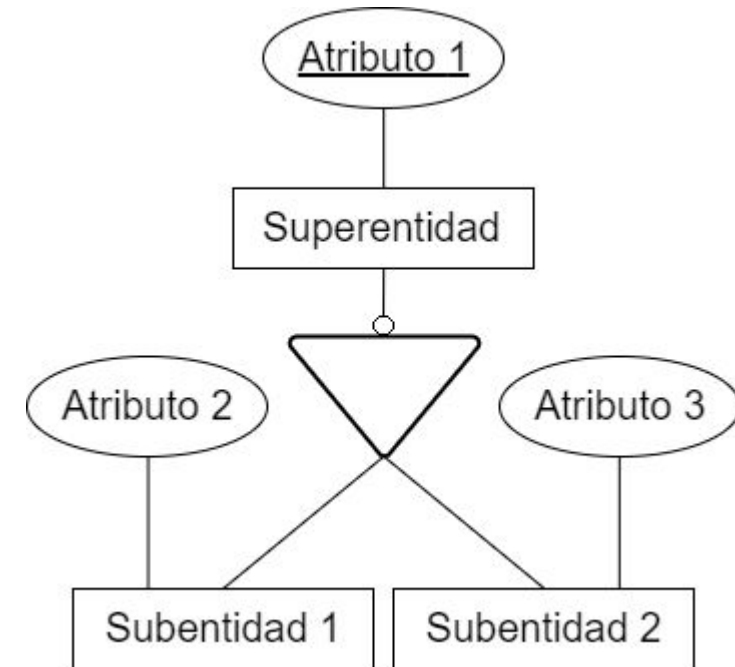 Atributo 1
Superentidad
Atributo 2
Atributo 3
Subentidad 1
Subentidad 2